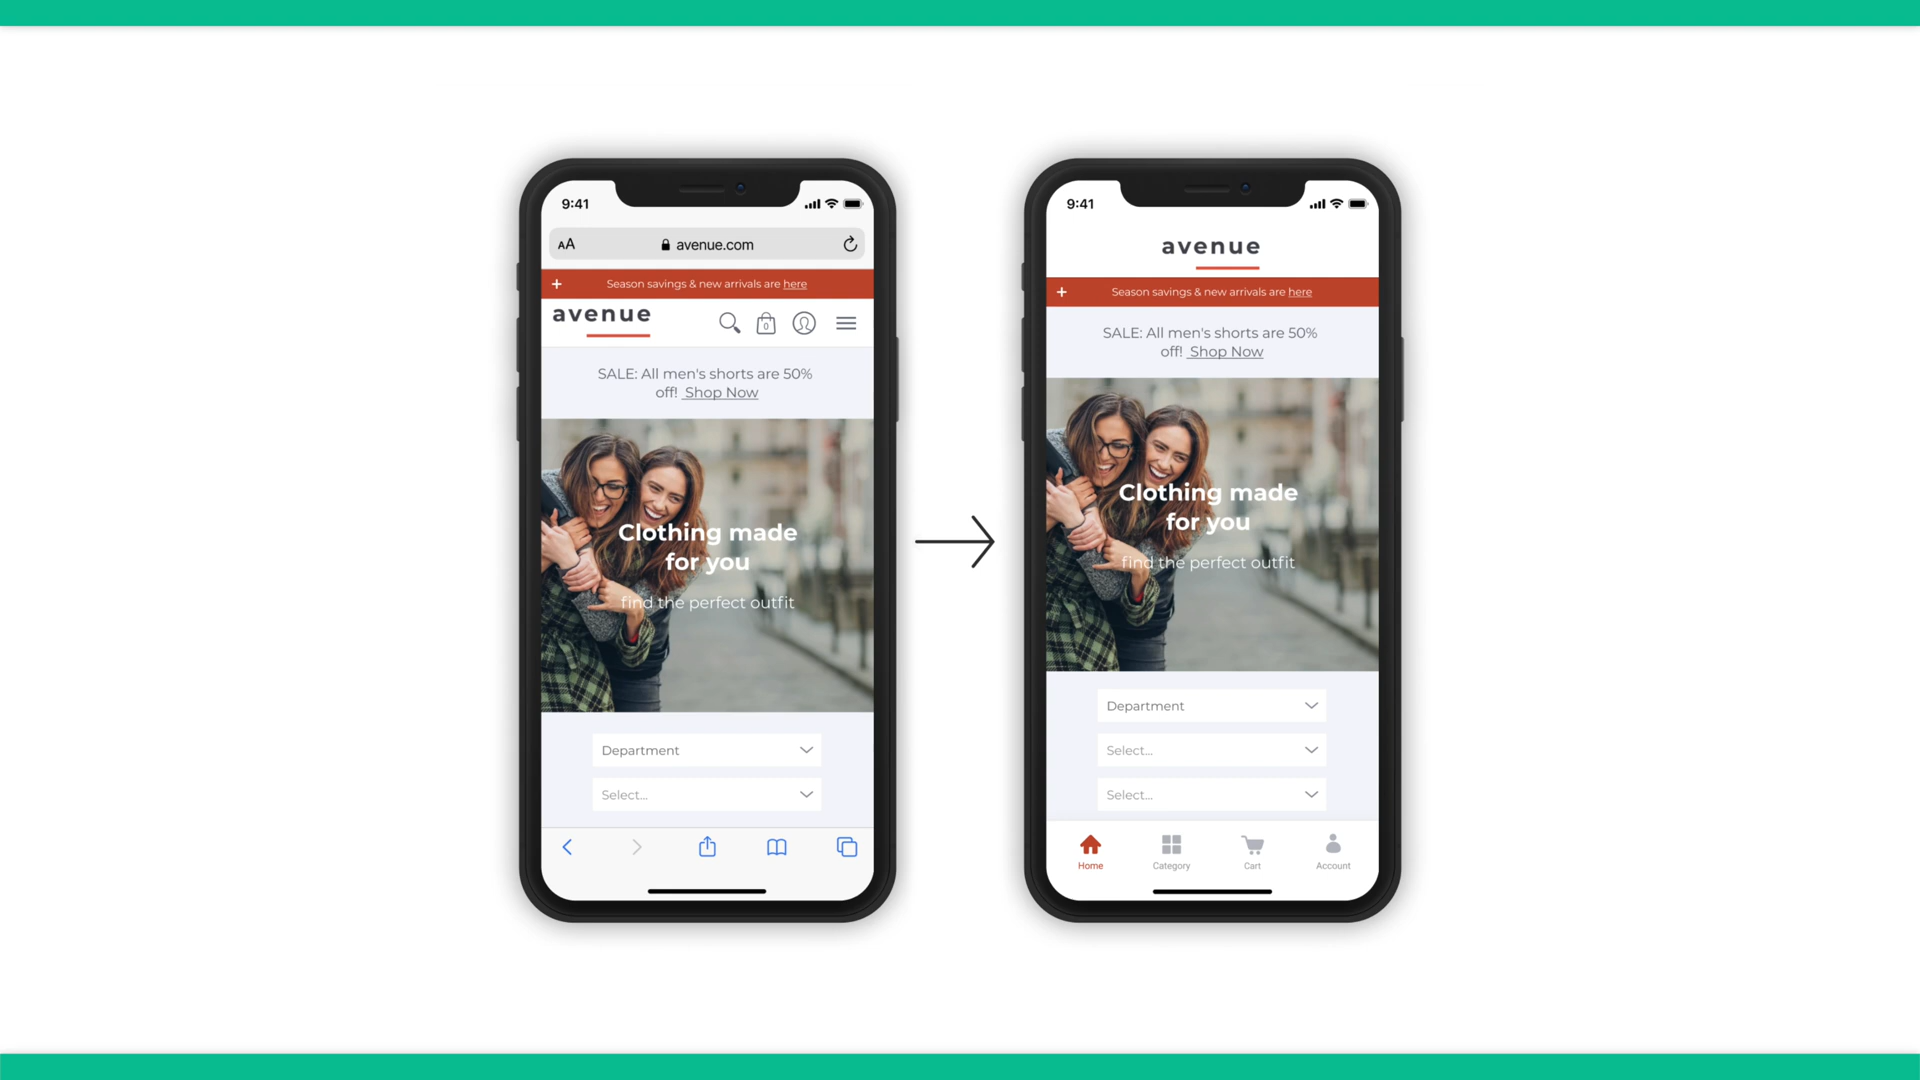 9:41
AA
avenue.com
Season savings & new arrivals are here
avenue
0
SALE: All men's shorts are 50%
off! Shop Now
Clothing made
for you
find the perfect outfit
Department
Select...
9:41
avenue
Season savings & new arrivals are here
SALE: All men's shorts are 50%
off! Shop Now
Clothing made
for you
find the perfect outfit
Department
Select...
Select...
Home
Category
Cart
Account